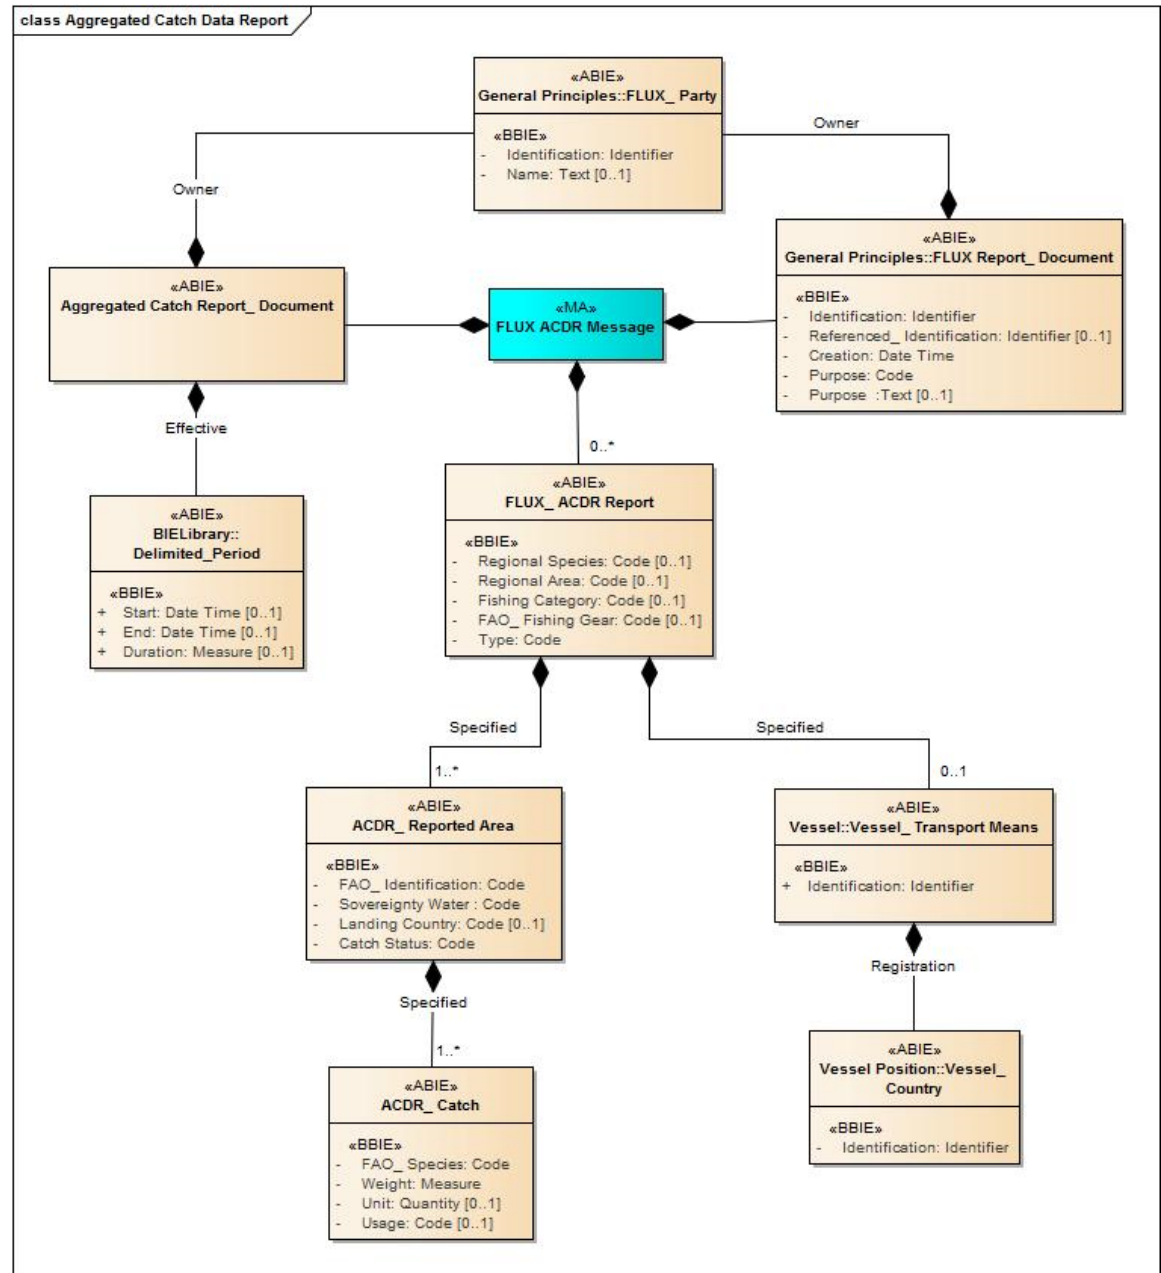 class Aggregated Catch Data Report
«ABIE»
General Principles::FLUX_ Party
«BBIE»
- Identification: Identifier
- Name: Text [0..1]
Owner
Owner
«ABIE»
General Principles::FLUX Report_ Document
«BBIE»
- Identification: Identifier
- Referenced_ Identification: Identifier [0..1]
- Creation: Date Time
- Purpose: Code
- Purpose :Text [0..1]
«ABIE»
Aggregated Catch Report_ Document
«MA»
FLUX ACDR Message
Effective
0..*
«ABIE»
FLUX_ ACDR Report
«BBIE»
- Regional Species: Code [0..1]
- Regional Area: Code [0..1]
- Fishing Category: Code [0..1]
- FAO_ Fishing Gear: Code [0..1]
- Type: Code
«ABIE»
BIELibrary::
Delimited_Period
«BBIE»
+ Start: Date Time [0..1]
+ End: Date Time [0..1]
+ Duration: Measure [0..1]
Specified
Specified
1..*
0..1
«ABIE»
ACDR_ Reported Area
«BBIE»
- FAO_ Identification: Code
- Sovereignty Water : Code
- Landing Country: Code [0..1]
- Catch Status: Code
«ABIE»
Vessel::Vessel_ Transport Means
«BBIE»
+ Identification: Identifier
Registration
Specified
1..*
«ABIE»
ACDR_ Catch
«BBIE»
- FAO_ Species: Code
- Weight: Measure
- Unit: Quantity [0..1]
- Usage: Code [0..1]
«ABIE»
Vessel Position::Vessel_
Country
«BBIE»
- Identification: Identifier